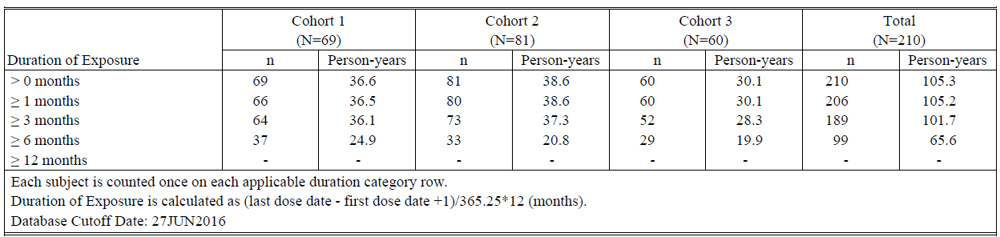 Cohort 1 Cohort 2 Cohort 3 Total
(N=69) (N=81) (N=60) (N=210)
Duration of Exposure n Person-years n Person-years n Person-years n Person-years
> 0 months 69 36.6 81 38.6 60 30.1 210 105.3
≥ 1 months 66 36.5 80 38.6 60 30.1 206 105.2
≥ 3 months 64 36.1 73 37.3 52 28.3 189 101.7
≥ 6 months 37 24.9 33 20.8 29 19.9 99 65.6
≥ 12 months - - - - - - - -
Each subject is counted once on each applicable duration category row.
Duration of Exposure is calculated as (last dose date - first dose date +1)/365.25*12 (months).
Database Cutoff Date: 27JUN2016